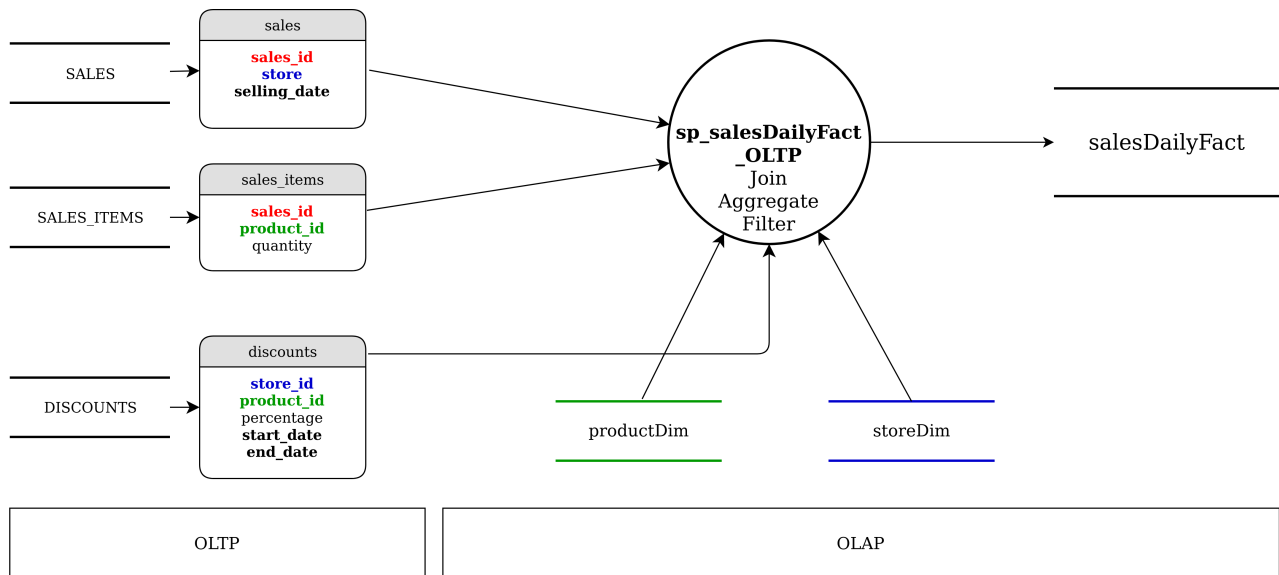 SALES
sales
sales_id
store
selling_date
SALES_ITEMS
sales_items
sales_id
product_id
quantity
DISCOUNTS
discounts
store_id
product_id
percentage
start_date
end_date
sp_salesDailyFact
_OLTP
Join
Aggregate
Filter
salesDailyFact
productDim
storeDim
OLTP
OLAP